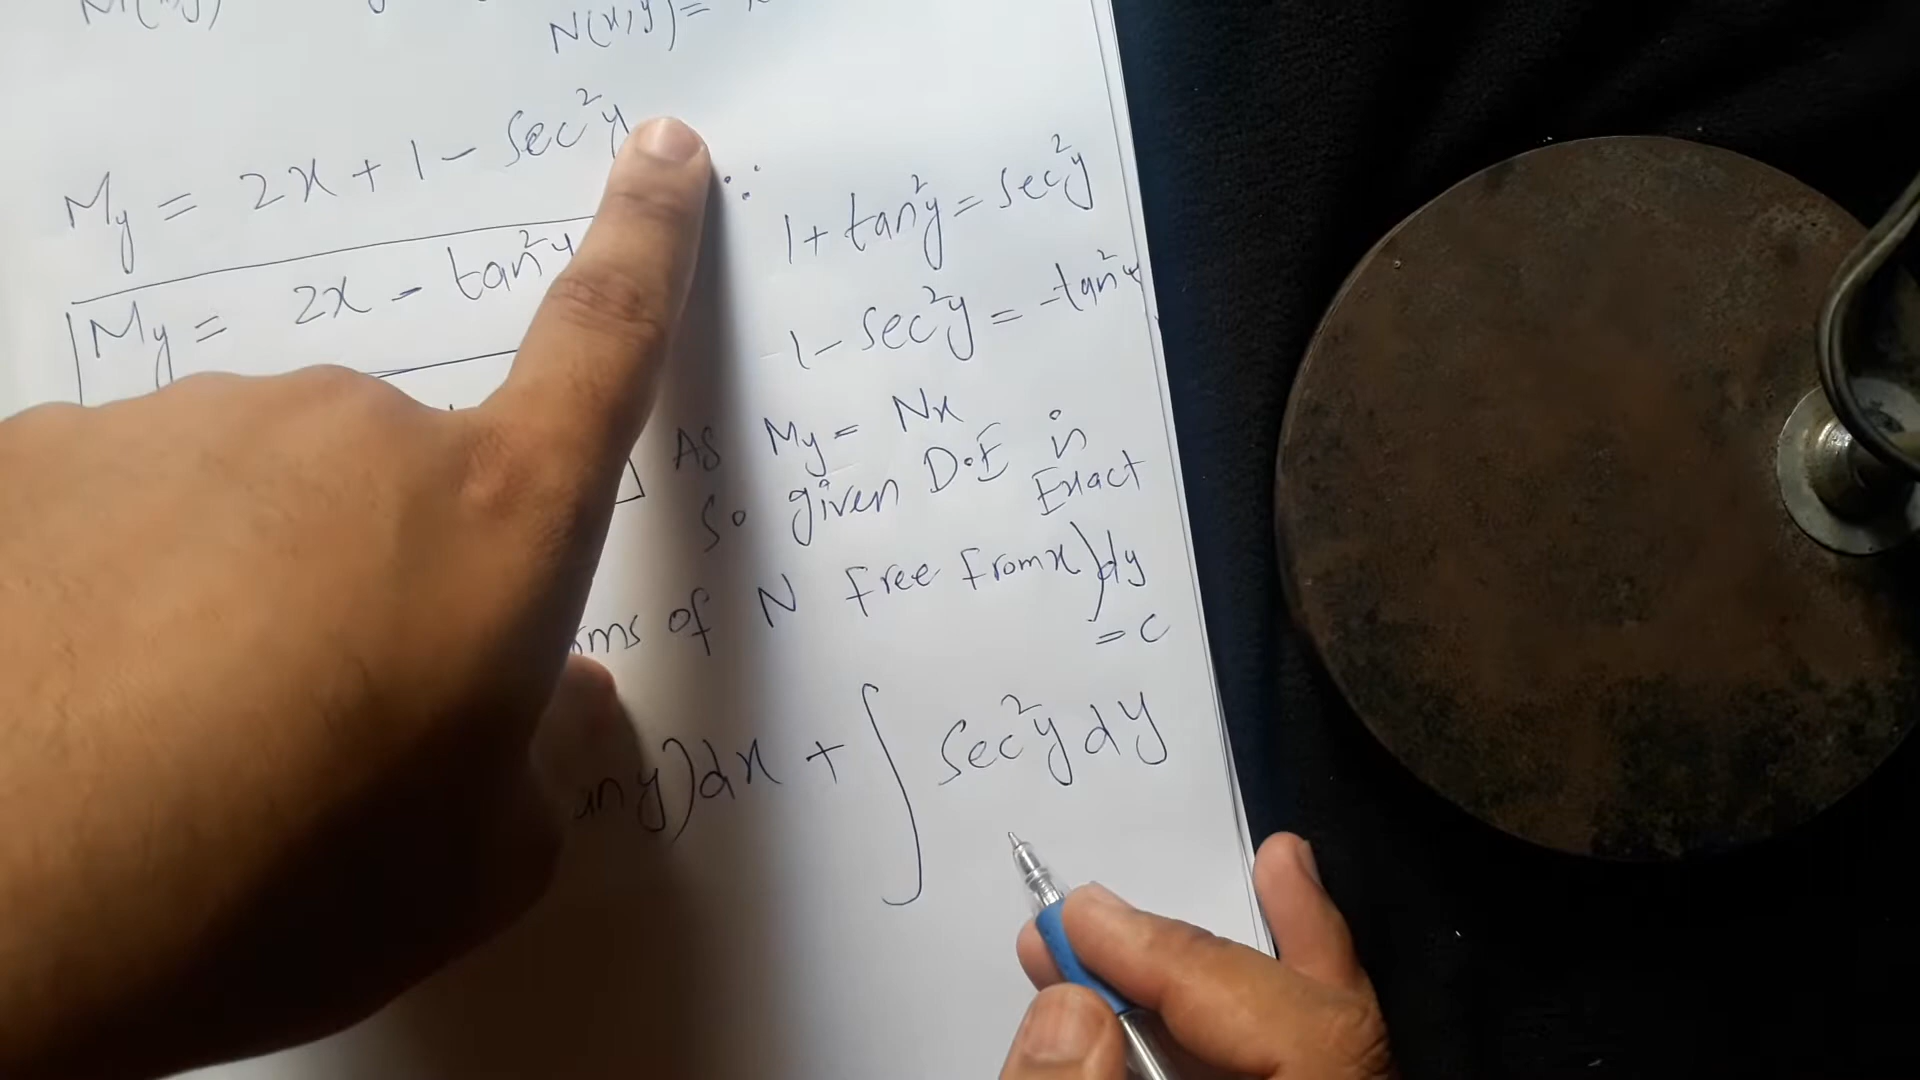 N(x,y)=
My = 2x + 1 - sec²y
∵ 1 + tan²y = sec²y
My = 2x - tan²y
1 - sec²y = -tan²y
As My = Nx
So given D.E is
Exact
of N free from x) dy
= c
y) dx + ∫ sec²y dy